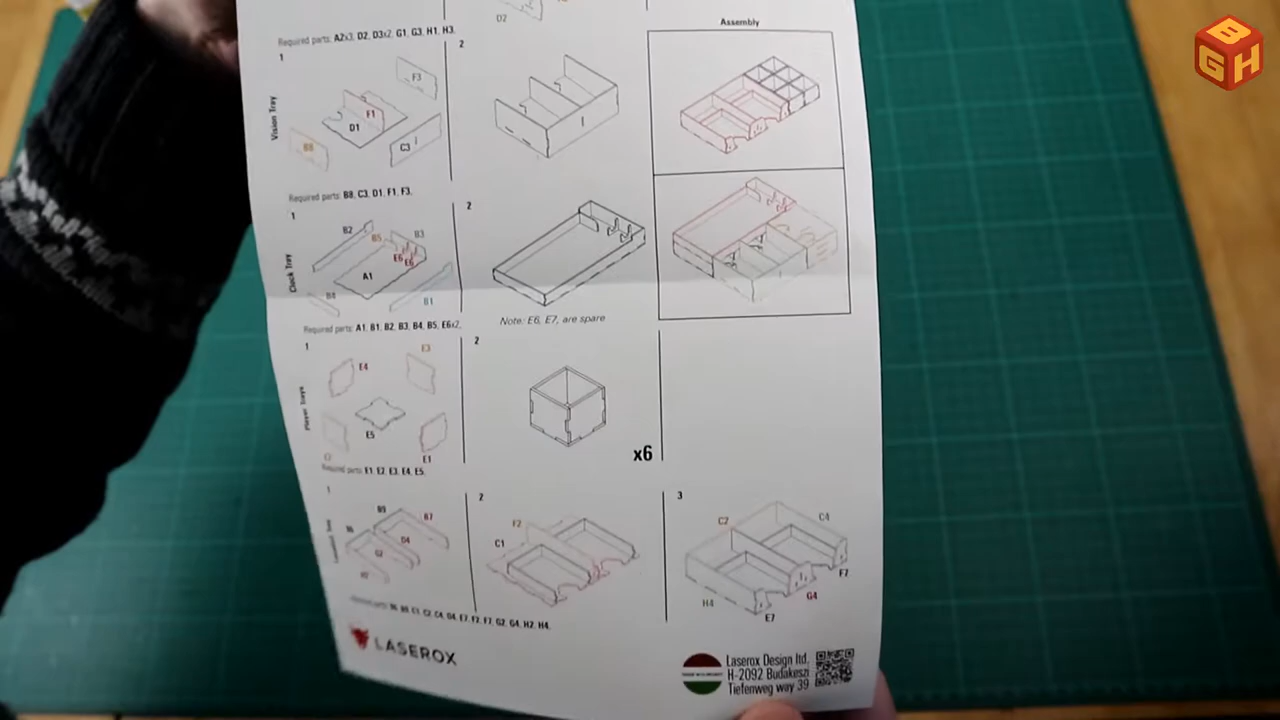 D2
Assembly
BGH
Required parts: A2x3, D2, D3x2, G1, G3, H1, H3.
Vision Tray
1
F3
F1
D1
B8
C3
2
Required parts: B8, C3, D1, F1, F3.
Clock Tray
1
B2
B5
B3
E6
E6
A1
B4
B1
2
Note: E6, E7, are spare
Required parts: A1, B1, B2, B3, B4, B5, E6x2,
Player Trays
1
E4
E3
E5
E1
2
x6
Required parts: E1, E2, E3, E4, E5.
1
B9
B7
D4
G2
2
F2
C1
3
C2
C4
F7
G4
H4
E7
LASEROX
Laserox Design ltd.
H-2092 Budakeszi
Tiefenweg way 39